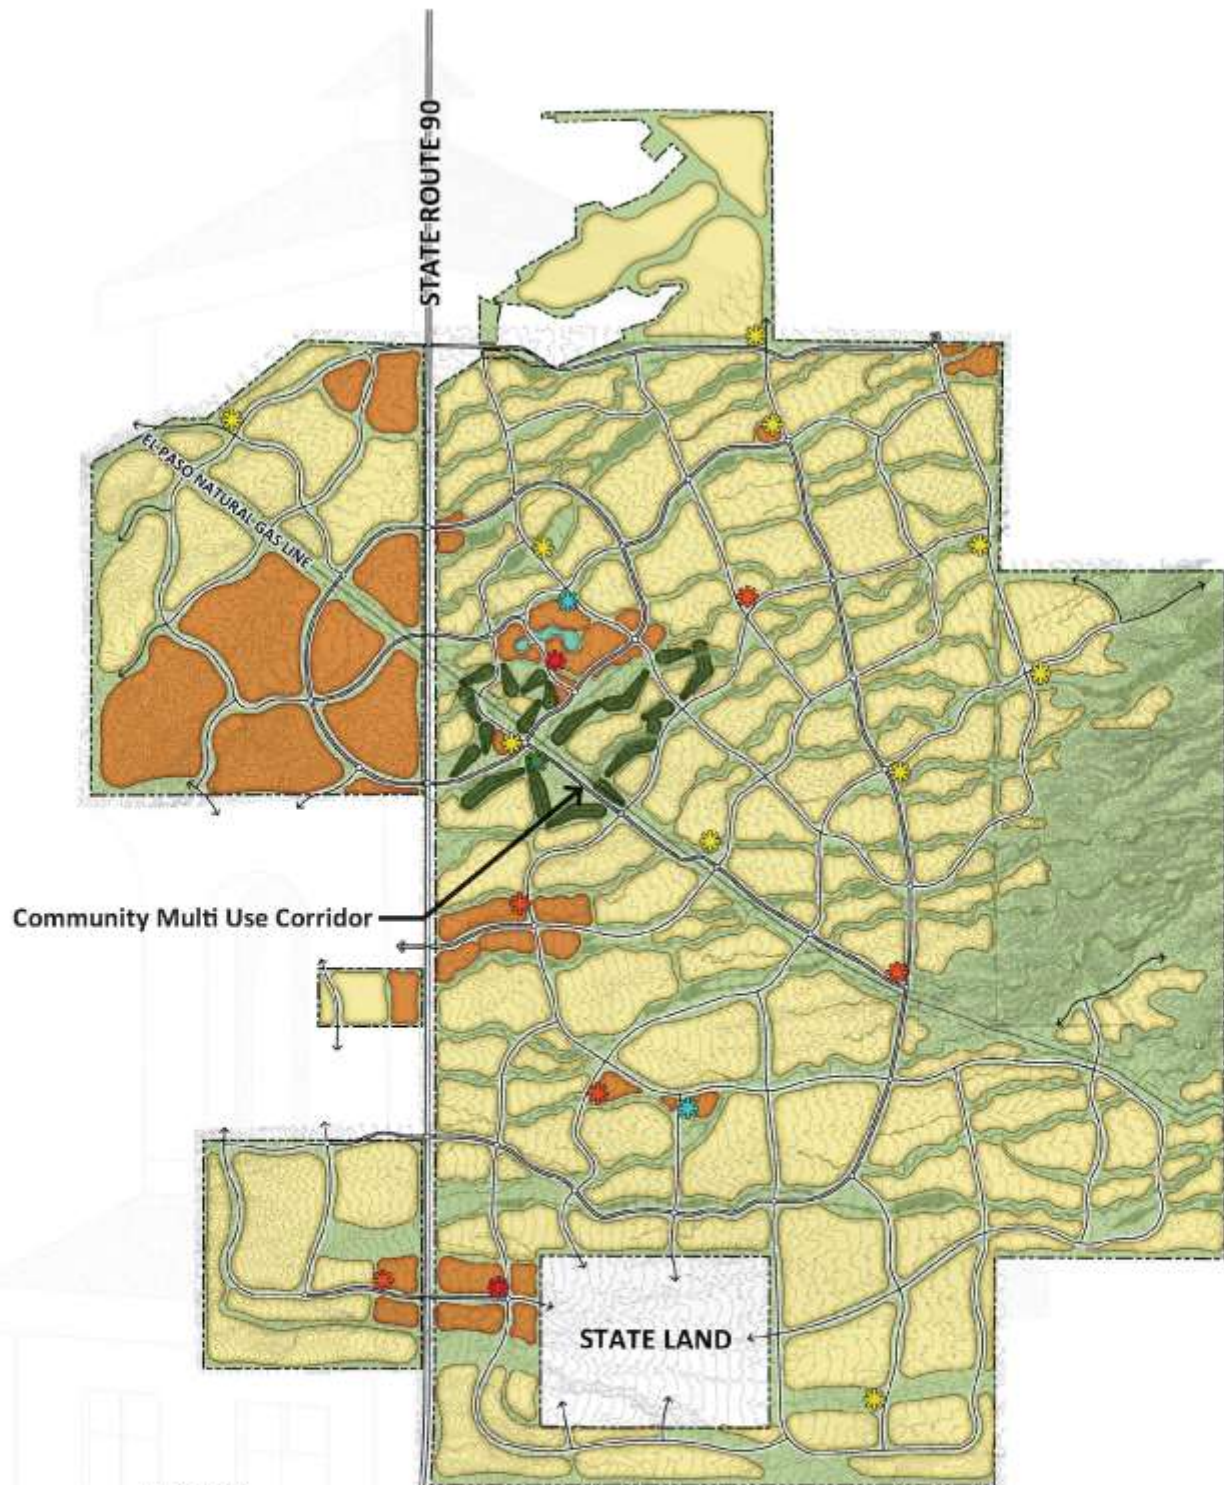 STATE ROUTE 90
EL PASO NATURAL GAS LINE
Community Multi Use Corridor
STATE LAND